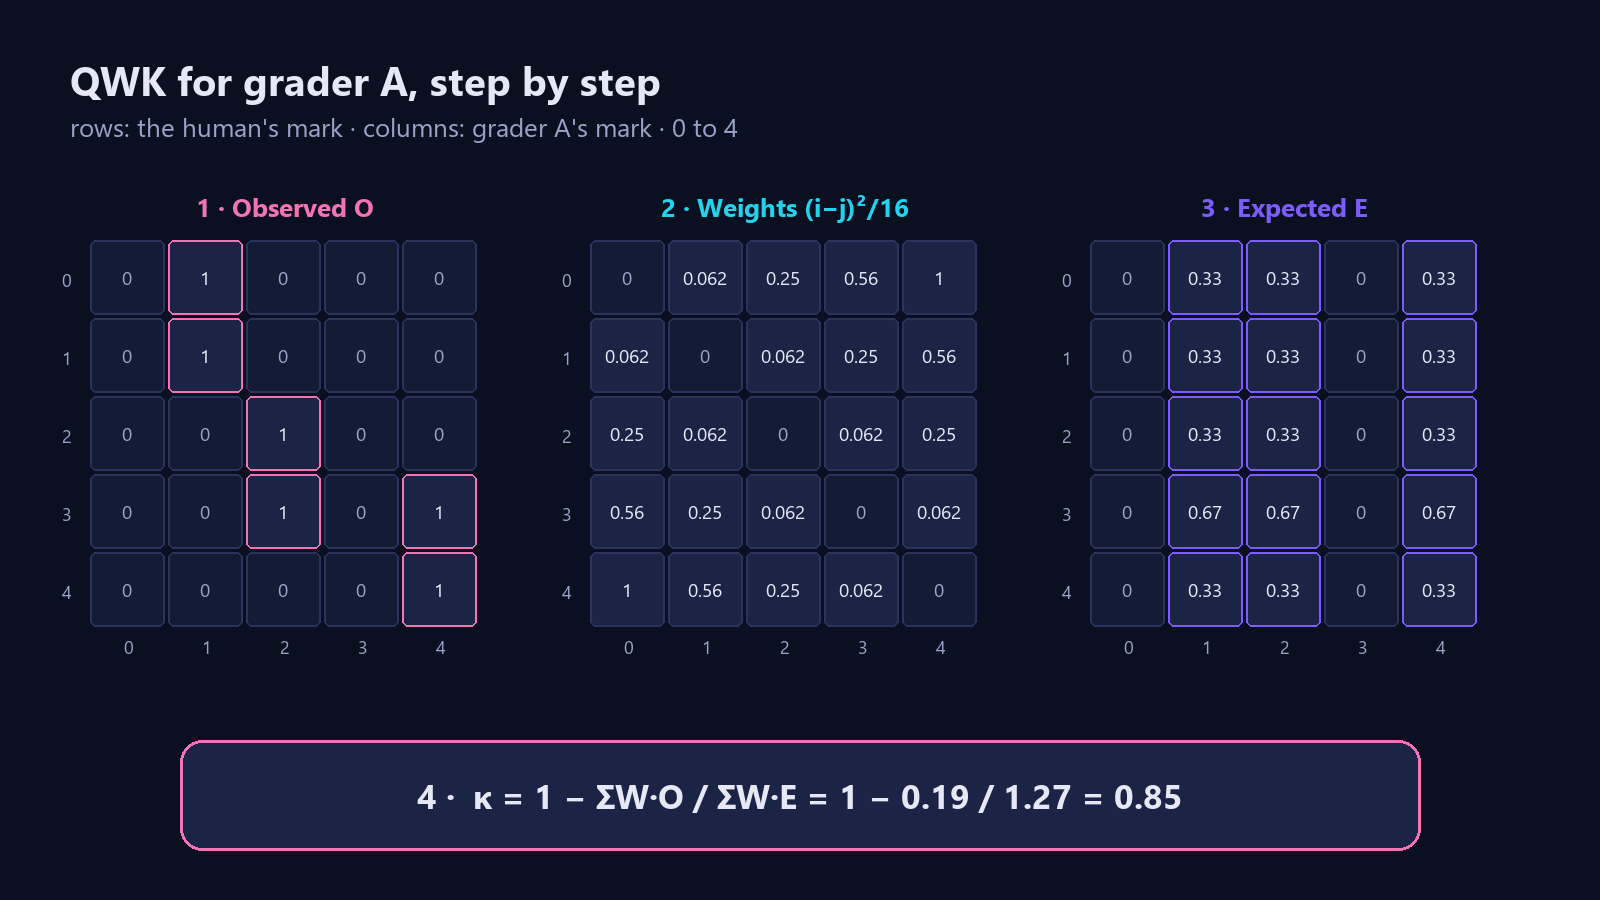 QWK for grader A, step by step
rows: the human's mark · columns: grader A's mark · 0 to 4
1 · Observed O
0 0 1 0 0 0
1 0 1 0 0 0
2 0 0 1 0 0
3 0 0 1 0 1
4 0 0 0 0 1
0 1 2 3 4
2 · Weights (i−j)²/16
0 0 0.062 0.25 0.56 1
1 0.062 0 0.062 0.25 0.56
2 0.25 0.062 0 0.062 0.25
3 0.56 0.25 0.062 0 0.062
4 1 0.56 0.25 0.062 0
0 1 2 3 4
3 · Expected E
0 0 0.33 0.33 0 0.33
1 0 0.33 0.33 0 0.33
2 0 0.33 0.33 0 0.33
3 0 0.67 0.67 0 0.67
4 0 0.33 0.33 0 0.33
0 1 2 3 4
4 · κ = 1 − ΣW·O / ΣW·E = 1 − 0.19 / 1.27 = 0.85